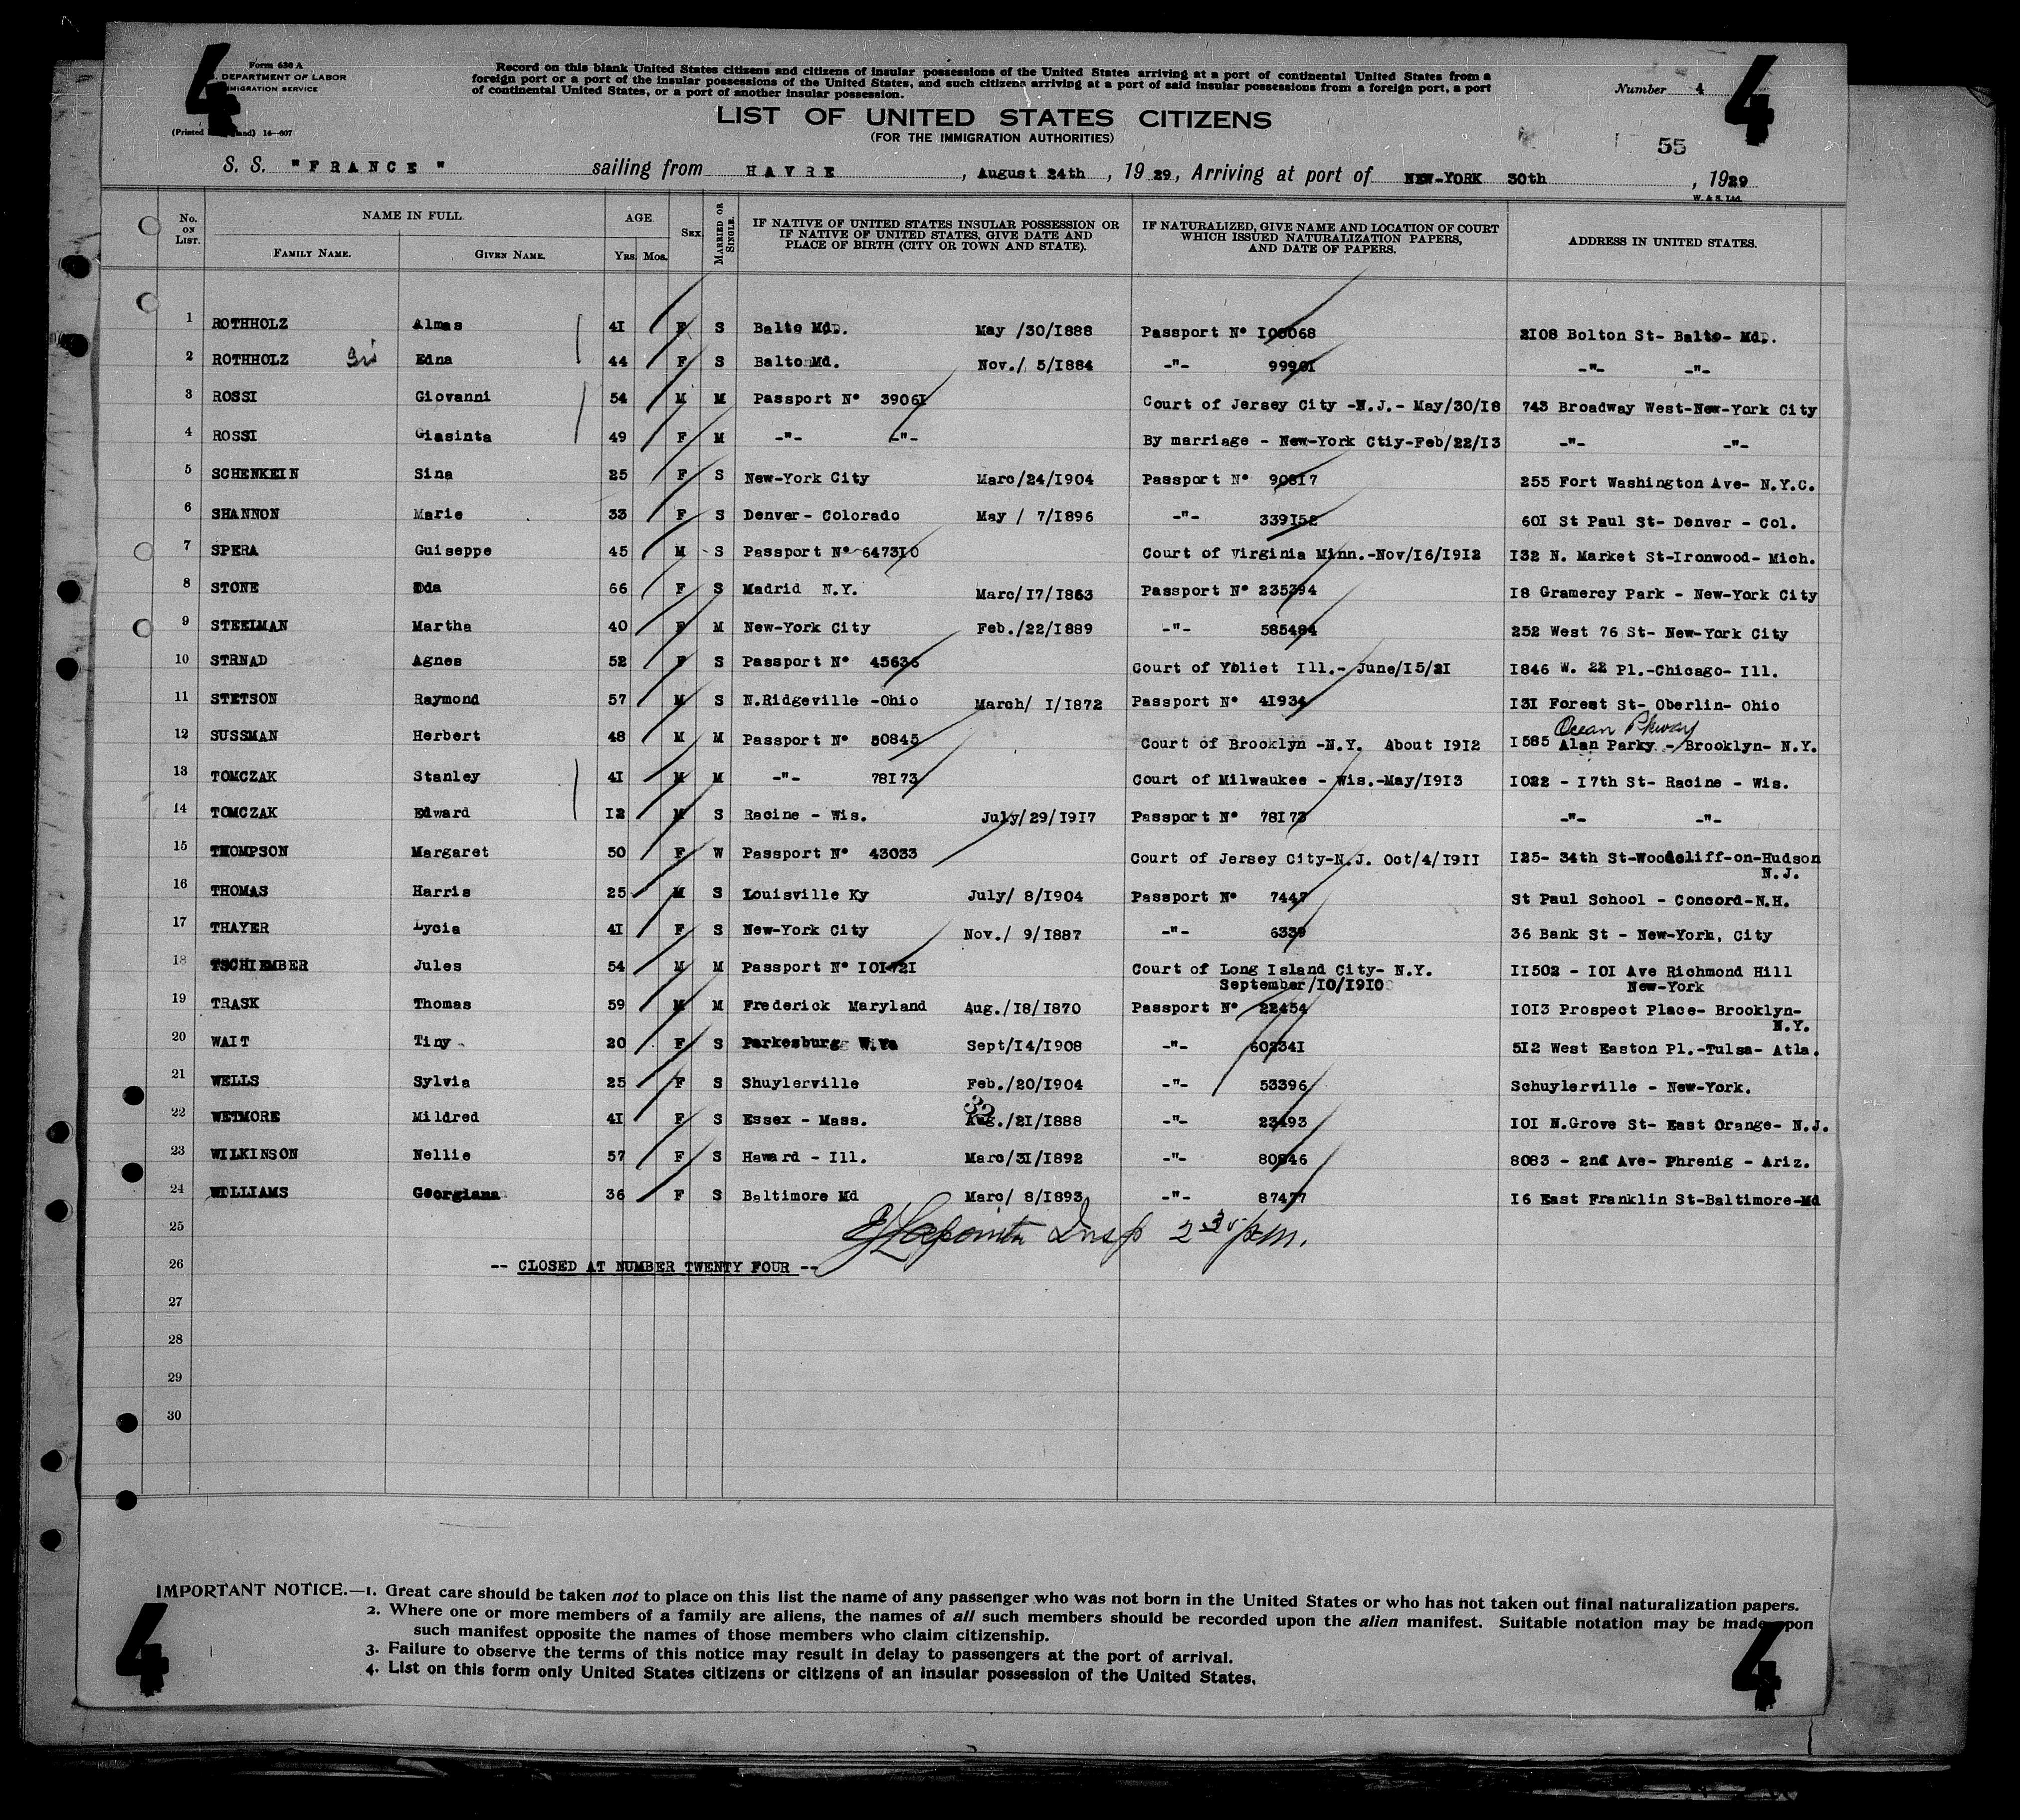 4
Form 630 A
DEPARTMENT OF LABOR
IMMIGRATION SERVICE
(Printed in England) 14—607
Record on this blank United States citizens and citizens of insular possessions of the United States arriving at a port of continental United States from a
foreign port or a port of the insular possessions of the United States, and such citizens arriving at a port of said insular possessions from a foreign port, a port
of continental United States, or a port of another insular possession.
Number 4
4
LIST OF UNITED STATES CITIZENS
(FOR THE IMMIGRATION AUTHORITIES)
55
S. S. "FRANCE" sailing from HAVRE, August 24th, 1929, Arriving at port of NEW-YORK 30th, 1929
W. & S. Ltd.
No. ON LIST. NAME IN FULL. FAMILY NAME. GIVEN NAME. AGE Yrs. Mos. SEX MARRIED OR SINGLE. IF NATIVE OF UNITED STATES INSULAR POSSESSION OR IF NATIVE OF UNITED STATES, GIVE DATE AND PLACE OF BIRTH (CITY OR TOWN AND STATE). IF NATURALIZED, GIVE NAME AND LOCATION OF COURT WHICH ISSUED NATURALIZATION PAPERS, AND DATE OF PAPERS. ADDRESS IN UNITED STATES.
1 ROTHHOLZ Almas 41 F S Balto Md. May /30/1888 Passport N° 108068 2108 Bolton St- Balto- Md.
2 ROTHHOLZ Sis Edna 44 F S Balto Md. Nov./ 5/1884 -"- 99901 -"- -"-
3 ROSSI Giovanni 54 M M Passport N° 39061 Court of Jersey City -N.J.- May/30/18 743 Broadway West-New-York City
4 ROSSI Giasinta 49 F M -"- -"- By marriage - New-York Ctiy-Feb/22/13 -"- -"-
5 SCHENKEIN Sina 25 F S New-York City Marc/24/1904 Passport N° 90817 255 Fort Washington Ave- N.Y.C.
6 SHANNON Marie 33 F S Denver- Colorado May / 7/1896 -"- 339152 601 St Paul St- Denver - Col.
7 SPERA Guiseppe 45 M S Passport N° 647310 Court of Virginia Minn.-Nov/16/1912 132 N. Market St-Ironwood- Mich.
8 STONE Eda 66 F S Madrid N.Y. Marc/17/1863 Passport N° 235394 18 Gramercy Park - New-York City
9 STEELMAN Martha 40 F M New-York City Feb./22/1889 -"- 585484 252 West 76 St- New-York City
10 STRNAD Agnes 52 F S Passport N° 45636 Court of Yoliet Ill.- June/15/21 1846 W. 22 Pl.-Chicago- Ill.
11 STETSON Raymond 57 M S N.Ridgeville -Ohio March/ 1/1872 Passport N° 41934 131 Forest St- Oberlin- Ohio
Ocean Pkway
12 SUSSMAN Herbert 48 M M Passport N° 50845 Court of Brooklyn -N.Y. About 1912 1585 Alan Parky - Brooklyn- N.Y.
13 TOMCZAK Stanley 41 M M -"- 78173 Court of Milwaukee - Wis.-May/1913 1022 - 17th St- Racine - Wis.
14 TOMCZAK Edward 12 M S Racine - Wis. July/29/1917 Passport N° 78173 -"- -"-
15 THOMPSON Margaret 50 F W Passport N° 43033 Court of Jersey City-N.J. Oct/4/1911 125- 34th St-Woodcliff-on-Hudson
N.J.
16 THOMAS Harris 25 M S Louisville Ky July/ 8/1904 Passport N° 7447 St Paul School - Concord-N.H.
17 THAYER Lycia 41 F S New-York City Nov./ 9/1887 -"- 6339 36 Bank St - New-York, City
18 TSCHIEMBER Jules 54 M M Passport N° 101721 Court of Long Island City- N.Y. 11502 - 101 Ave Richmond Hill
September/10/1910 New-York
19 TRASK Thomas 59 M M Frederick Maryland Aug./18/1870 Passport N° 22454 1013 Prospect Place- Brooklyn-
N.Y.
20 WAIT Tiny 20 F S Parkesburg W.Va Sept/14/1908 -"- 602341 512 West Easton Pl.-Tulsa- Atla.
21 WELLS Sylvia 25 F S Shuylerville Feb./20/1904 -"- 53396 Schuylerville - New-York.
32
22 WETMORE Mildred 41 F S Essex - Mass. Aug./21/1888 -"- 23493 101 N.Grove St- East Orange- N.J.
23 WILKINSON Nellie 57 F S Haward - Ill. Marc/31/1892 -"- 80846 8083 - 2nd Ave- Phrenig - Ariz.
24 WILLIAMS Georgiana 36 F S Baltimore Md Marc/ 8/1893 -"- 87477 16 East Franklin St-Baltimore-Md
25 Insp 2 30 p.m.
26 -- CLOSED AT NUMBER TWENTY FOUR --
27
28
29
30
IMPORTANT NOTICE.—1. Great care should be taken not to place on this list the name of any passenger who was not born in the United States or who has not taken out final naturalization papers.
2. Where one or more members of a family are aliens, the names of all such members should be recorded upon the alien manifest. Suitable notation may be made upon
such manifest opposite the names of those members who claim citizenship.
3. Failure to observe the terms of this notice may result in delay to passengers at the port of arrival.
4. List on this form only United States citizens or citizens of an insular possession of the United States.
4
4